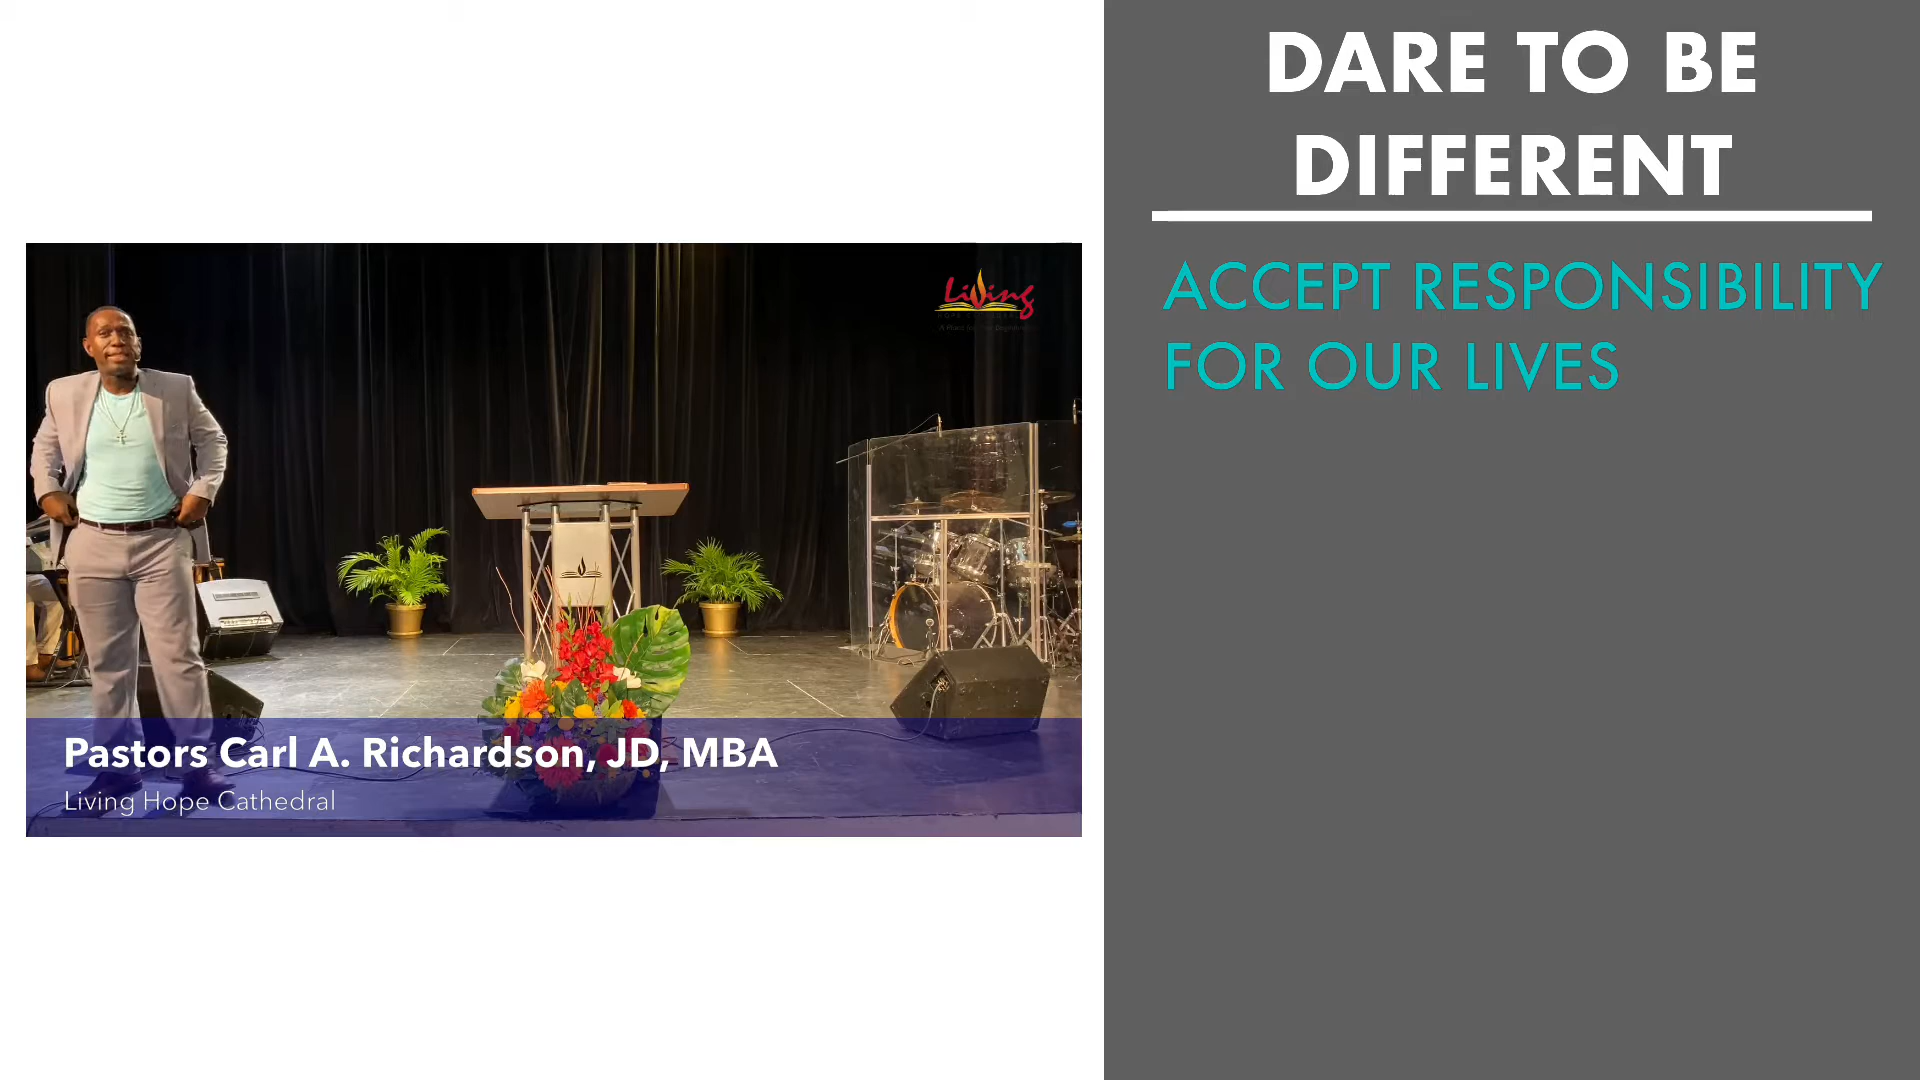 DARE TO BE
DIFFERENT
ACCEPT RESPONSIBILITY
FOR OUR LIVES
Living
Pastors Carl A. Richardson, JD, MBA
Living Hope Cathedral